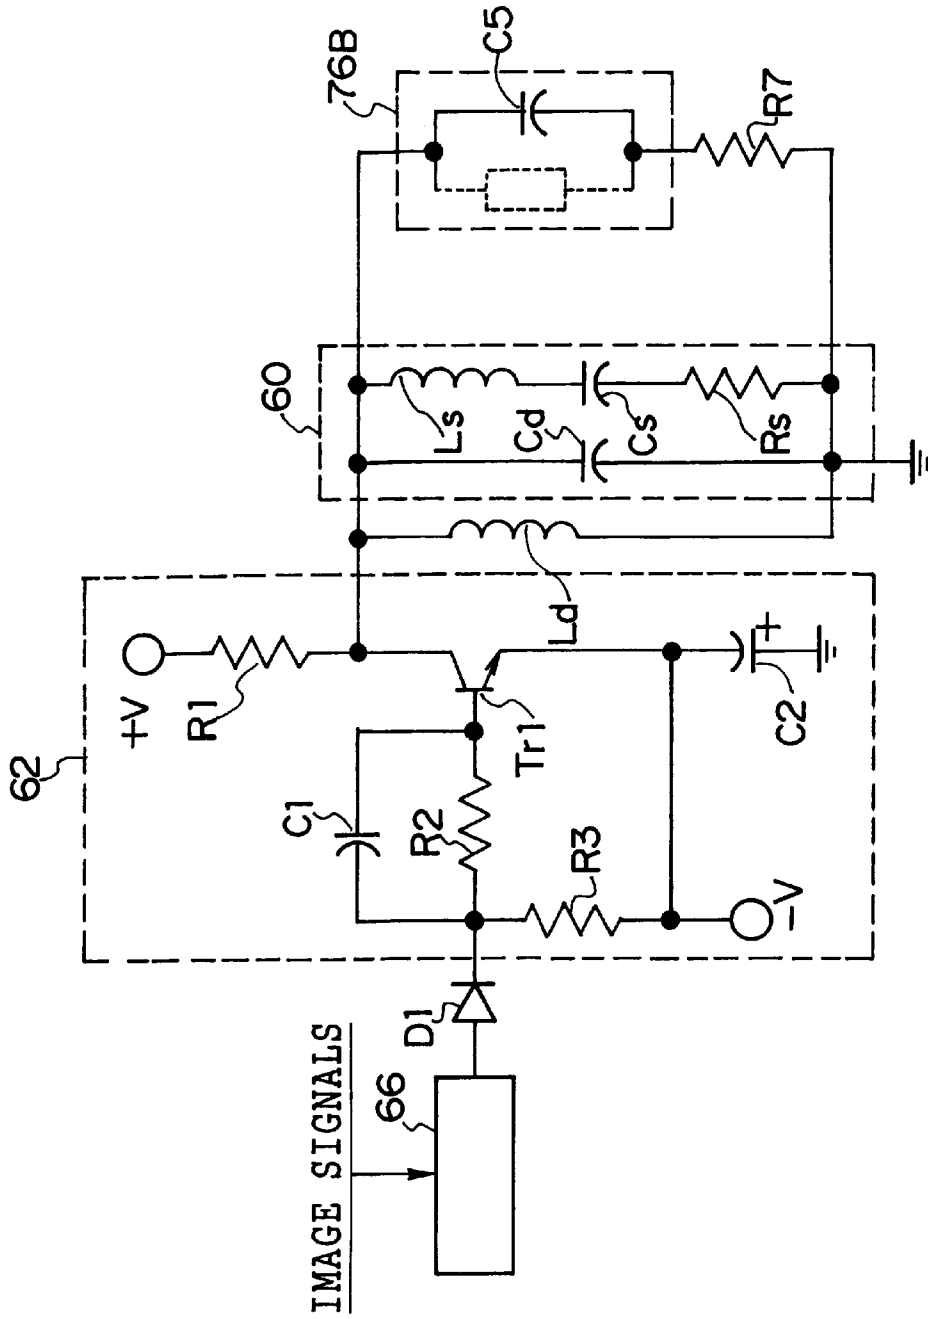 62
+V
R1
C1
R2
Tr1
R3
-V
C2
+
Ld
60
Ls
Cd
Cs
Rs
76B
C5
R7
IMAGE SIGNALS
66
D1